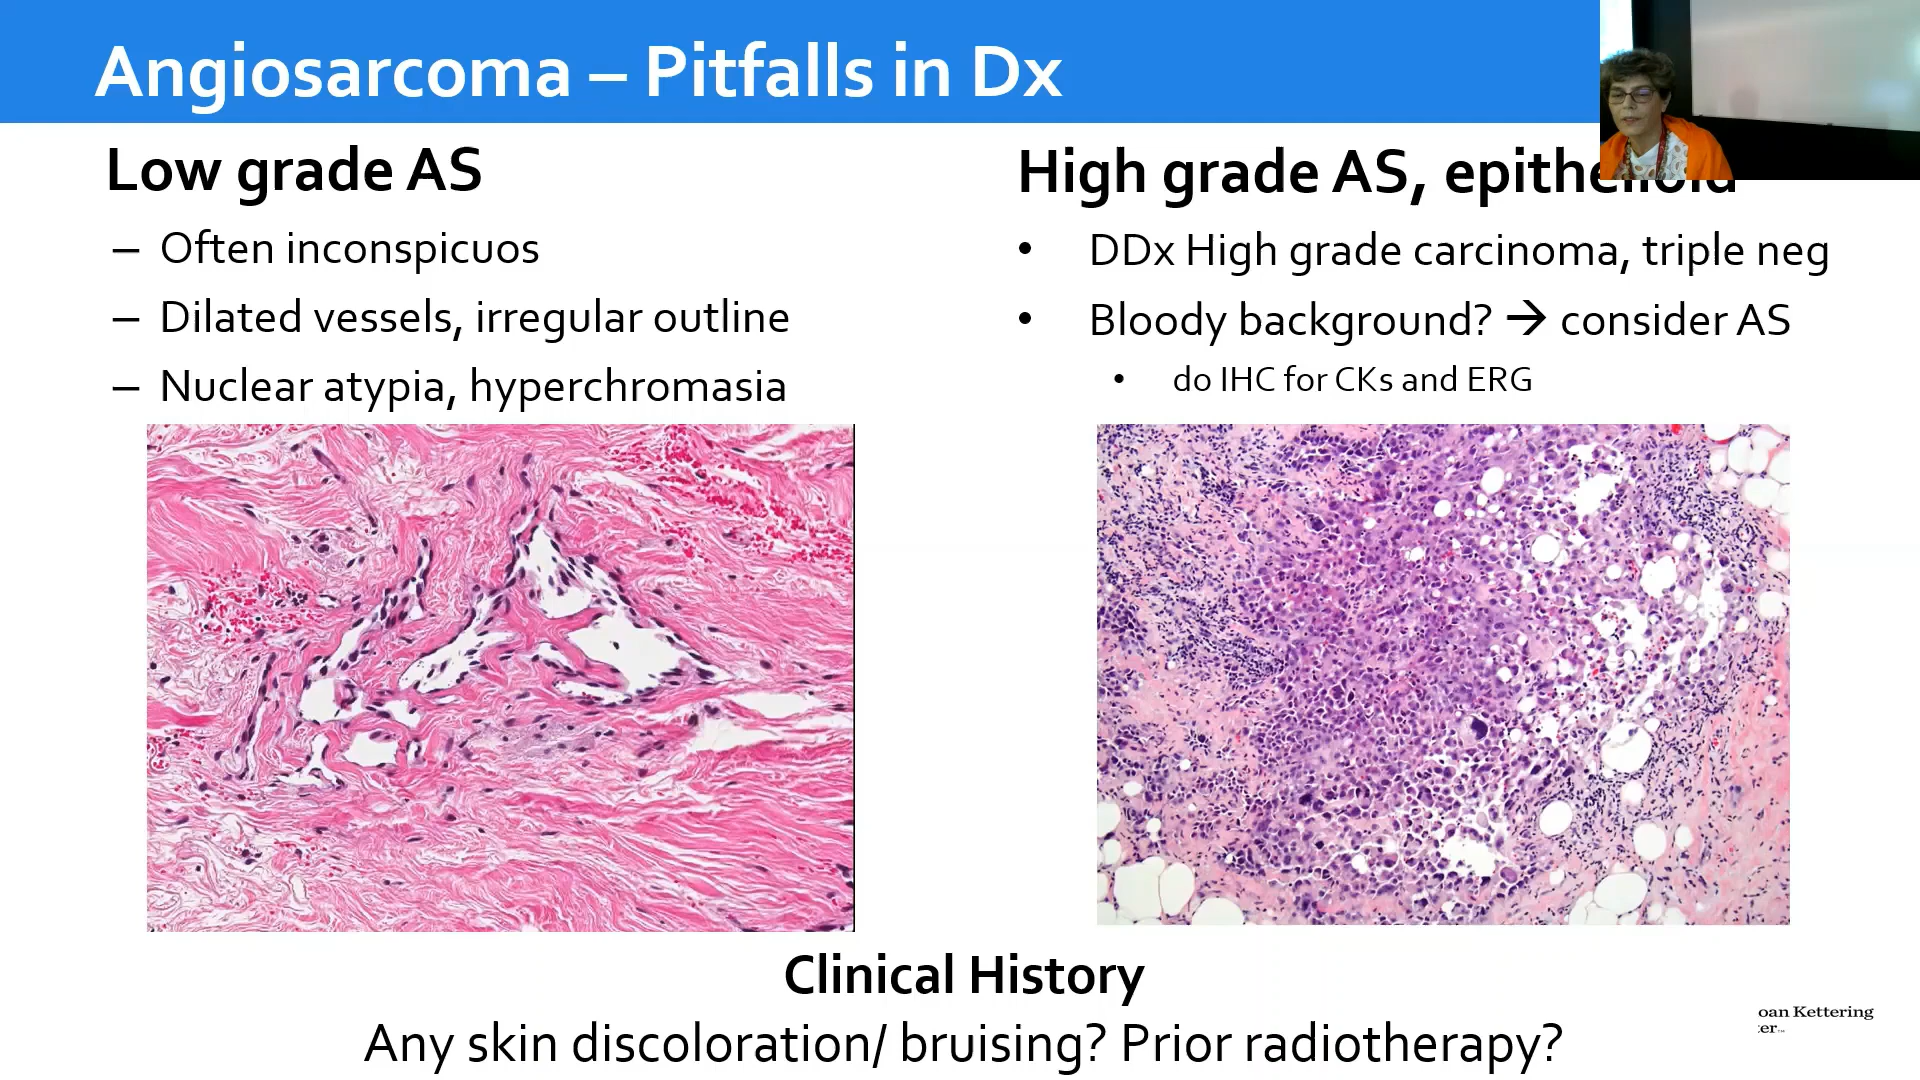 Angiosarcoma – Pitfalls in Dx
Low grade AS
– Often inconspicuos
– Dilated vessels, irregular outline
– Nuclear atypia, hyperchromasia
High grade AS, epithelioid
• DDx High grade carcinoma, triple neg
• Bloody background? → consider AS
• do IHC for CKs and ERG
Clinical History
Any skin discoloration/ bruising? Prior radiotherapy?
oan Kettering
er